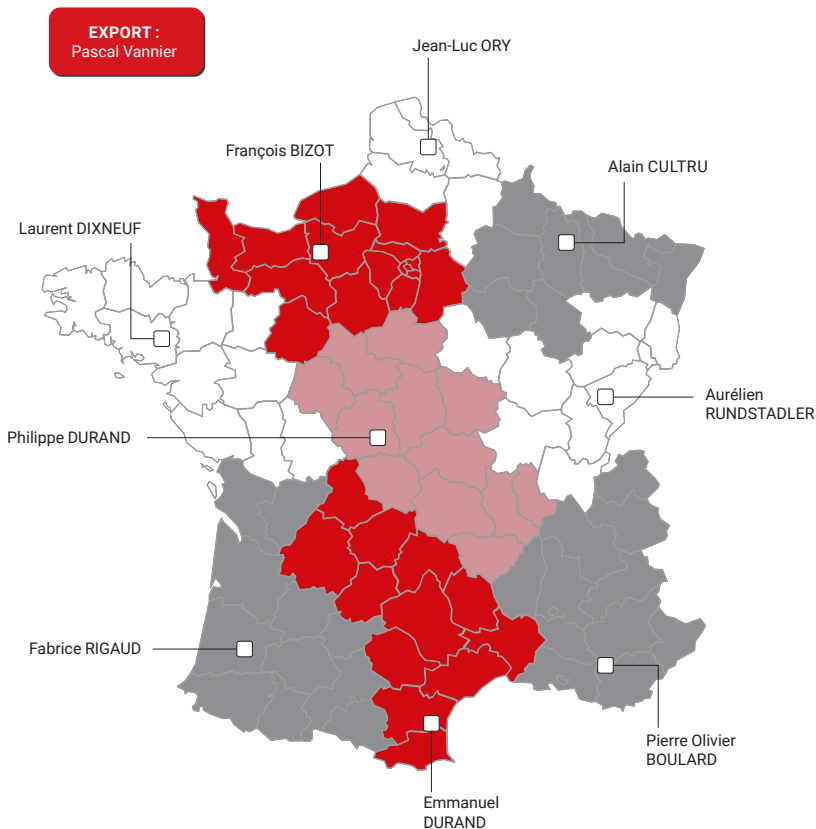 EXPORT :
Pascal Vannier
Jean-Luc ORY
François BIZOT
Alain CULTRU
Laurent DIXNEUF
Aurélien
RUNDSTADLER
Philippe DURAND
Fabrice RIGAUD
Pierre Olivier
BOULARD
Emmanuel
DURAND